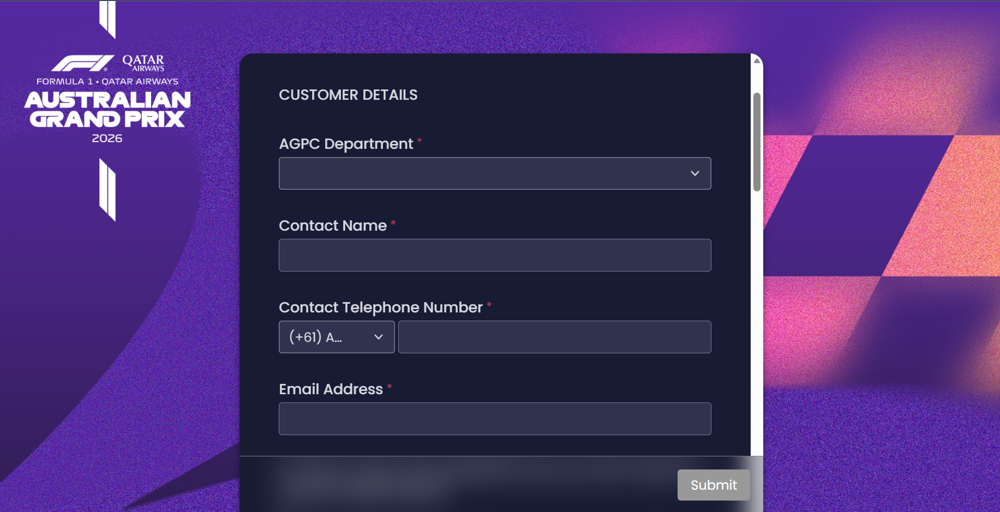 QATAR
AIRWAYS
FORMULA 1 • QATAR AIRWAYS
AUSTRALIAN
GRAND PRIX
2026
CUSTOMER DETAILS
AGPC Department *
Contact Name *
Contact Telephone Number *
(+61) A...
Email Address *
Submit